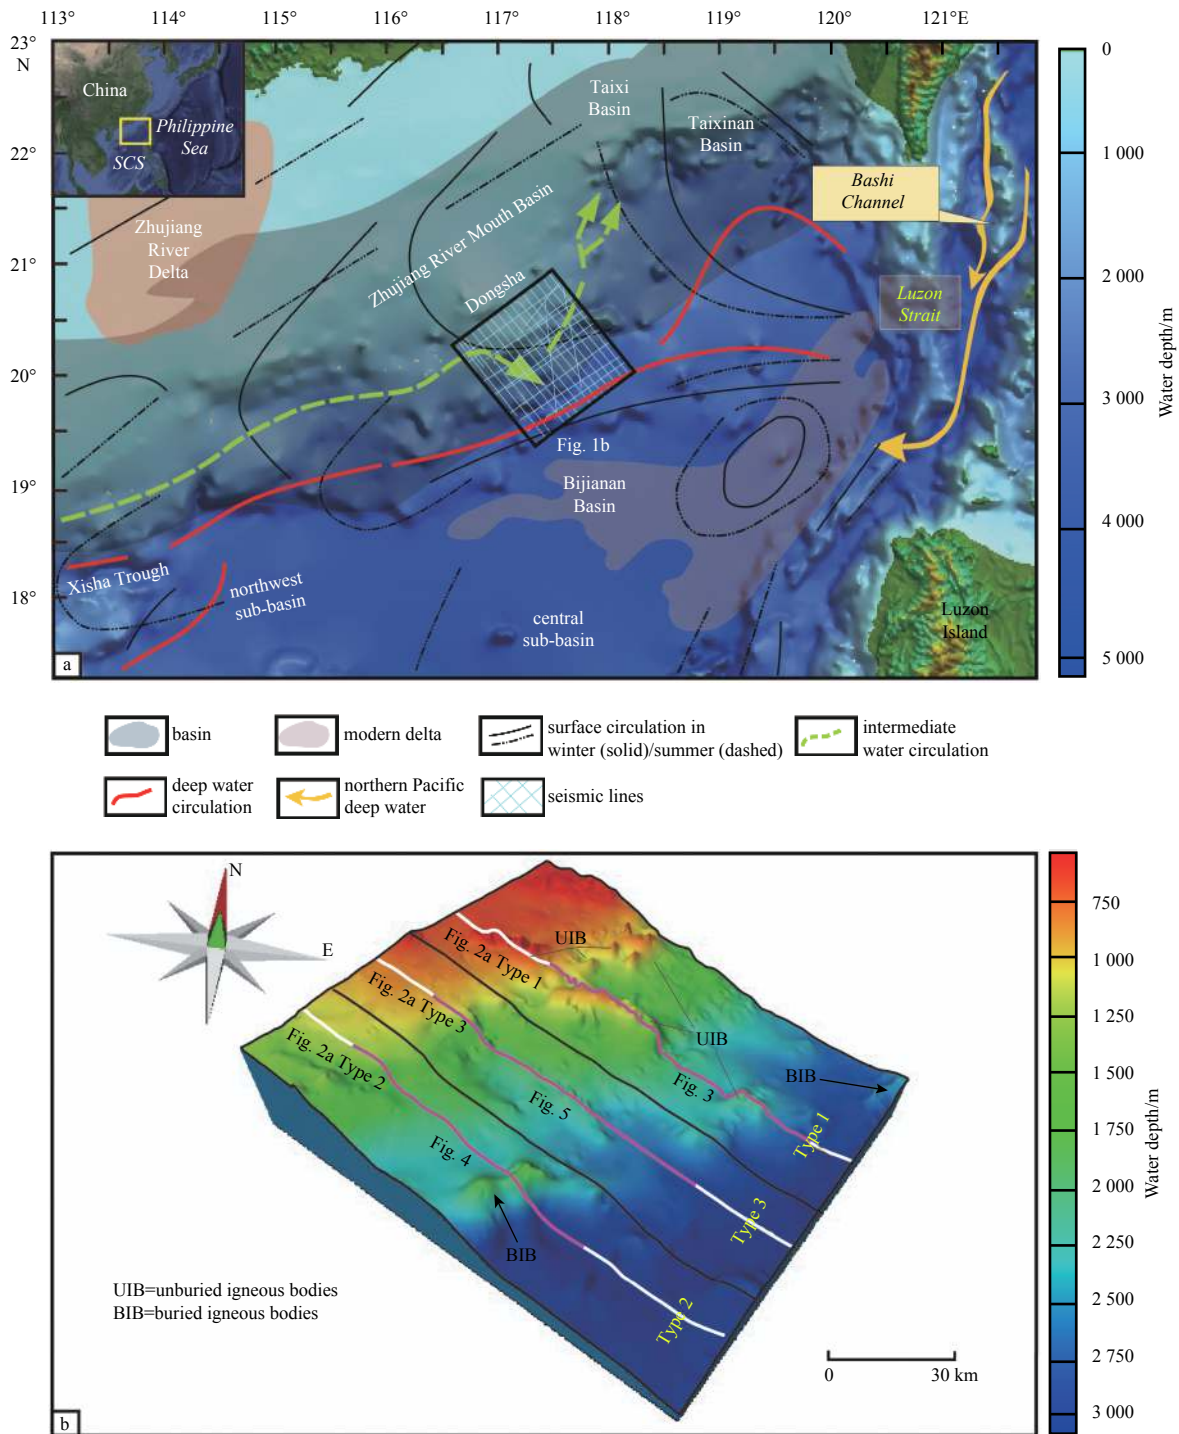 113° 114° 115° 116° 117° 118° 119° 120° 121°E
23°
N
22°
21°
20°
19°
18°
China
Philippine
Sea
SCS
Taixi
Basin
Taixinan
Basin
Bashi
Channel
Zhujiang
River
Delta
Zhujiang River Mouth Basin
Dongsha
Luzon
Strait
Fig. 1b
Bijianan
Basin
Xisha Trough
northwest
sub-basin
central
sub-basin
Luzon
Island
a
0
1 000
2 000
3 000
4 000
5 000
Water depth/m
basin
modern delta
surface circulation in
winter (solid)/summer (dashed)
intermediate
water circulation
deep water
circulation
northern Pacific
deep water
seismic lines
N
E
UIB
Fig. 2a Type 1
Fig. 2a Type 3
Fig. 2a Type 2
UIB
BIB
Fig. 3
Fig. 5
Fig. 4
Type 1
Type 3
Type 2
BIB
UIB=unburied igneous bodies
BIB=buried igneous bodies
0 30 km
b
750
1 000
1 250
1 500
1 750
2 000
2 250
2 500
2 750
3 000
Water depth/m